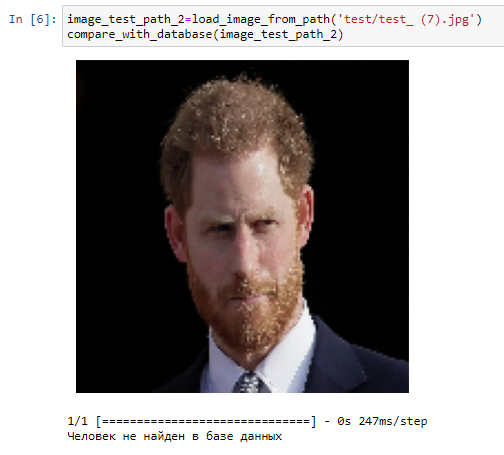 In [6]: image_test_path_2=load_image_from_path('test/test_ (7).jpg')
compare_with_database(image_test_path_2)
1/1 [==============================] - 0s 247ms/step
Человек не найден в базе данных